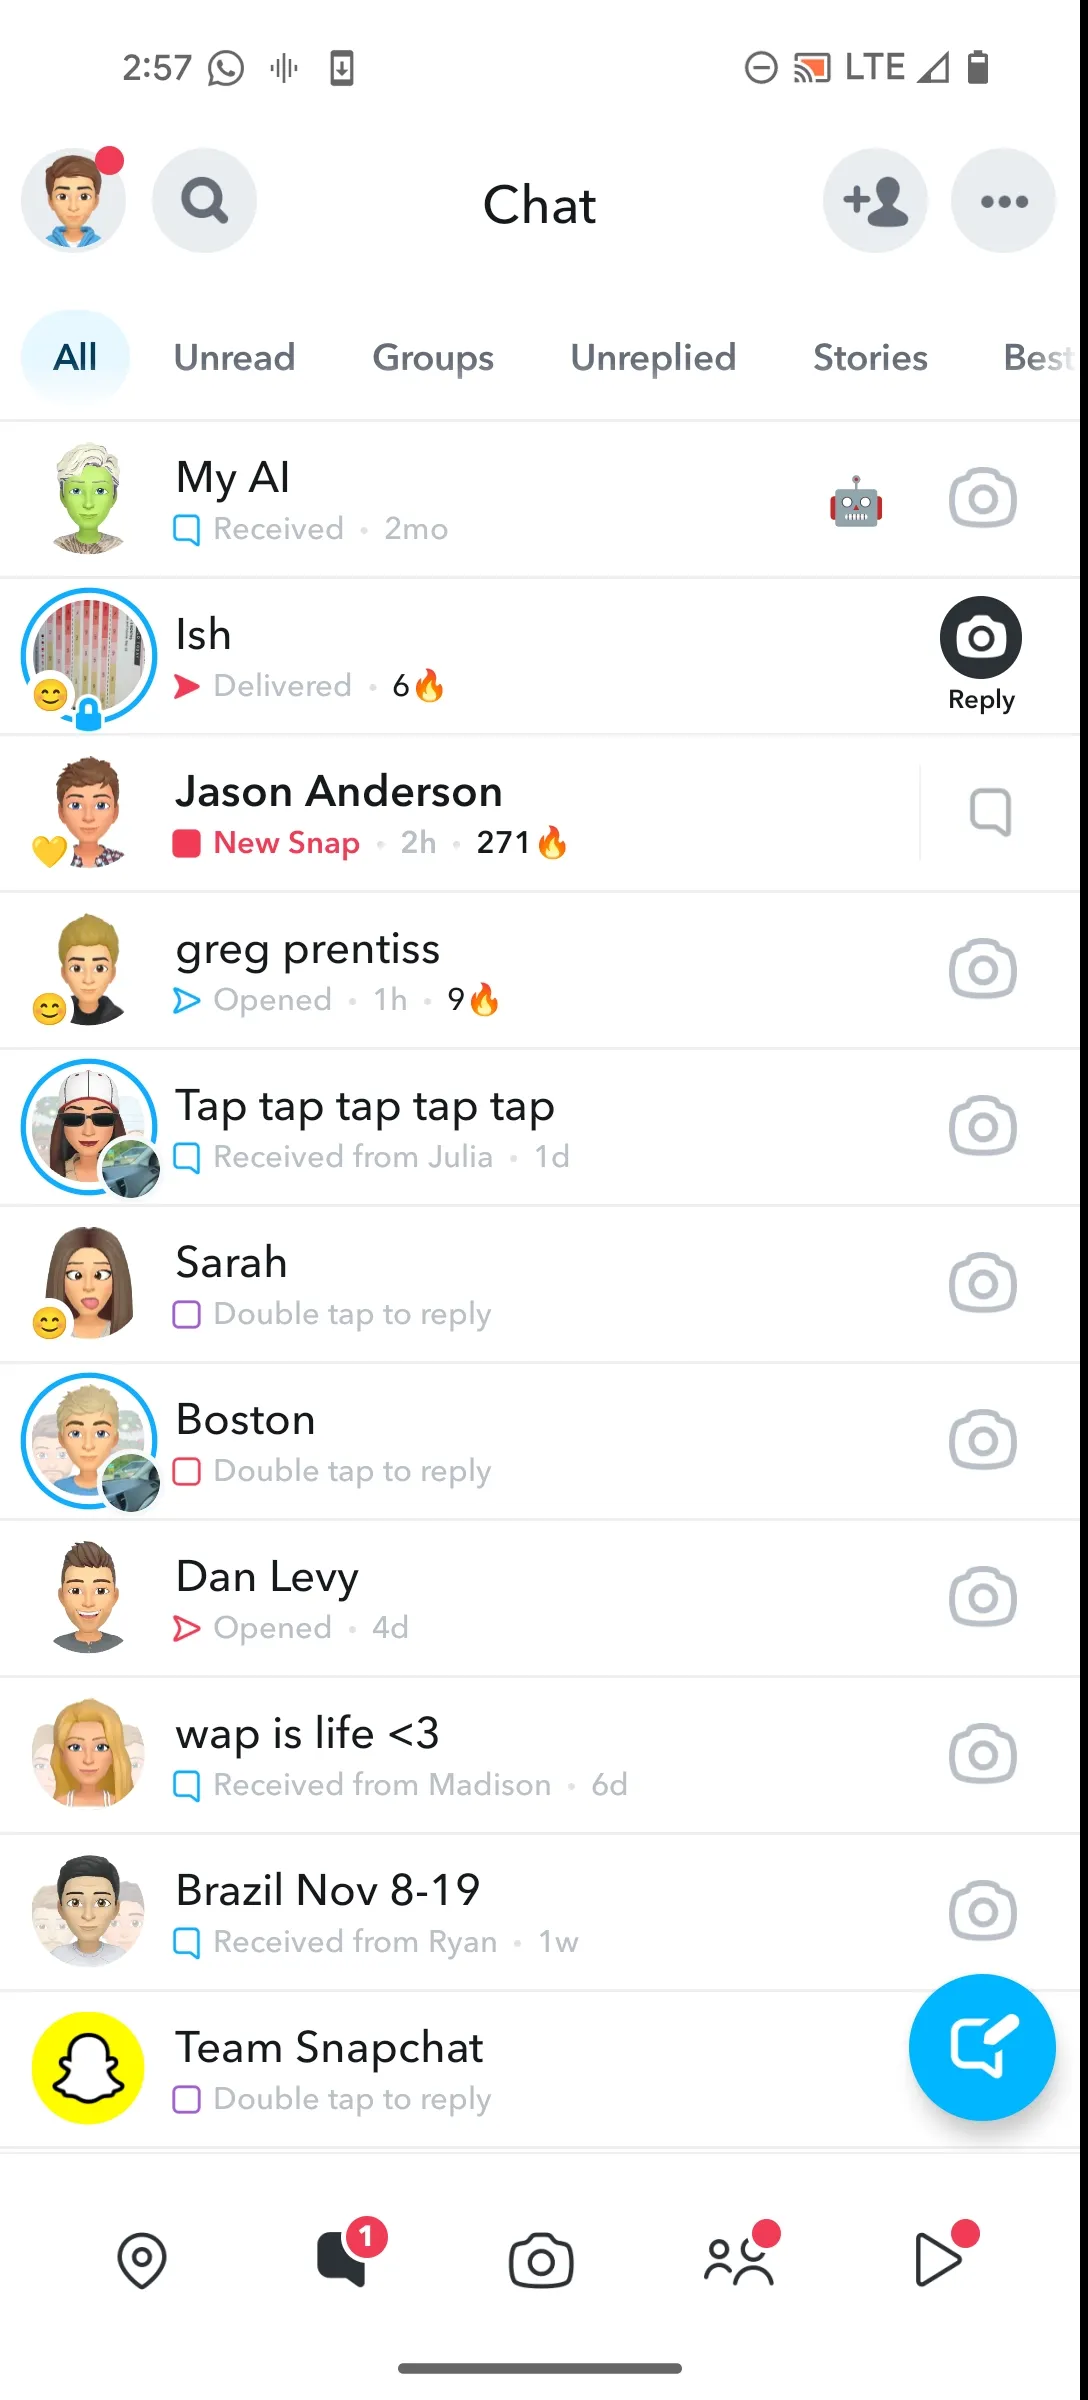 2:57 LTE
Chat
All Unread Groups Unreplied Stories Best
My AI
Received • 2mo
Ish
Delivered • 6🔥
Reply
Jason Anderson
New Snap • 2h • 271🔥
greg prentiss
Opened • 1h • 9🔥
Tap tap tap tap tap
Received from Julia • 1d
Sarah
Double tap to reply
Boston
Double tap to reply
Dan Levy
Opened • 4d
wap is life <3
Received from Madison • 6d
Brazil Nov 8-19
Received from Ryan • 1w
Team Snapchat
Double tap to reply
1